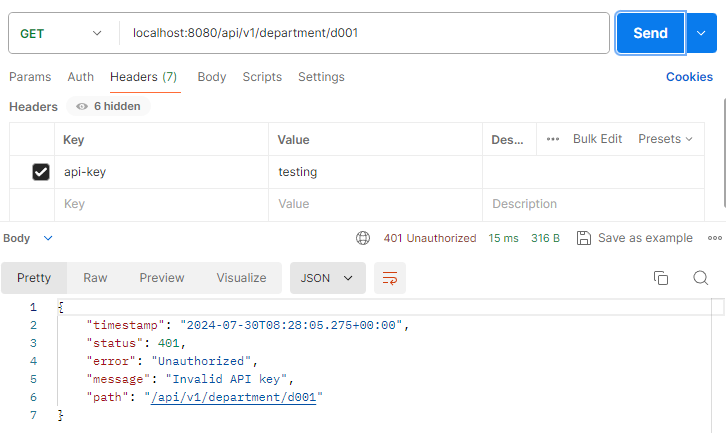 GET localhost:8080/api/v1/department/d001 Send
Params Auth Headers (7) Body Scripts Settings Cookies
Headers 6 hidden
Key Value Des... ••• Bulk Edit Presets
api-key testing
Key Value Description
Body 401 Unauthorized 15 ms 316 B Save as example •••
Pretty Raw Preview Visualize JSON
1 {
2 "timestamp": "2024-07-30T08:28:05.275+00:00",
3 "status": 401,
4 "error": "Unauthorized",
5 "message": "Invalid API key",
6 "path": "/api/v1/department/d001"
7 }